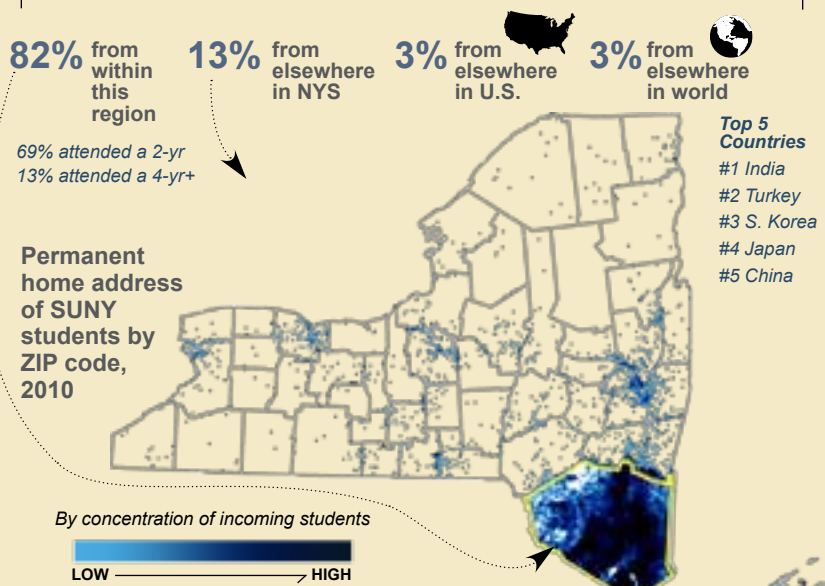 82% from
within
this
region
13% from
elsewhere
in NYS
3% from
elsewhere
in U.S.
3% from
elsewhere
in world
69% attended a 2-yr
13% attended a 4-yr+
Top 5
Countries
#1 India
#2 Turkey
#3 S. Korea
#4 Japan
#5 China
Permanent
home address
of SUNY
students by
ZIP code,
2010
By concentration of incoming students
LOW HIGH